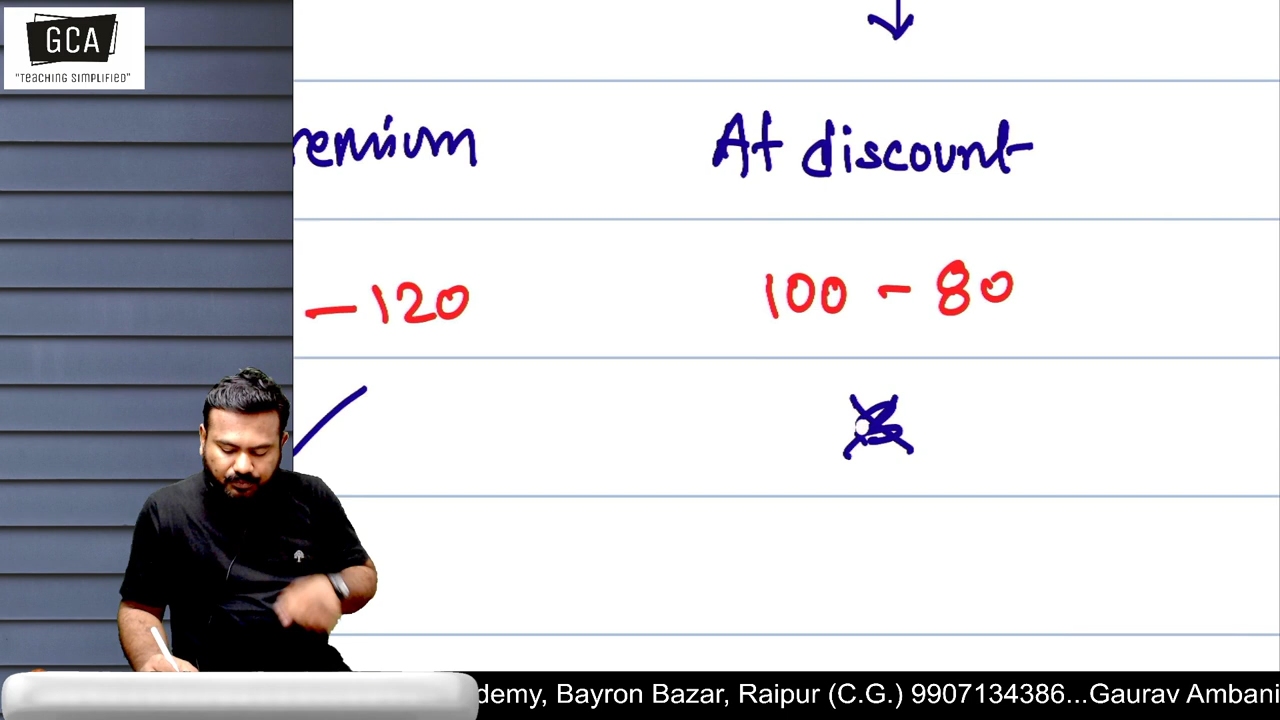 GCA
"TEACHING SIMPLIFIED"
remium At discount
- 120 100 - 80
demy, Bayron Bazar, Raipur (C.G.) 9907134386...Gaurav Ambani